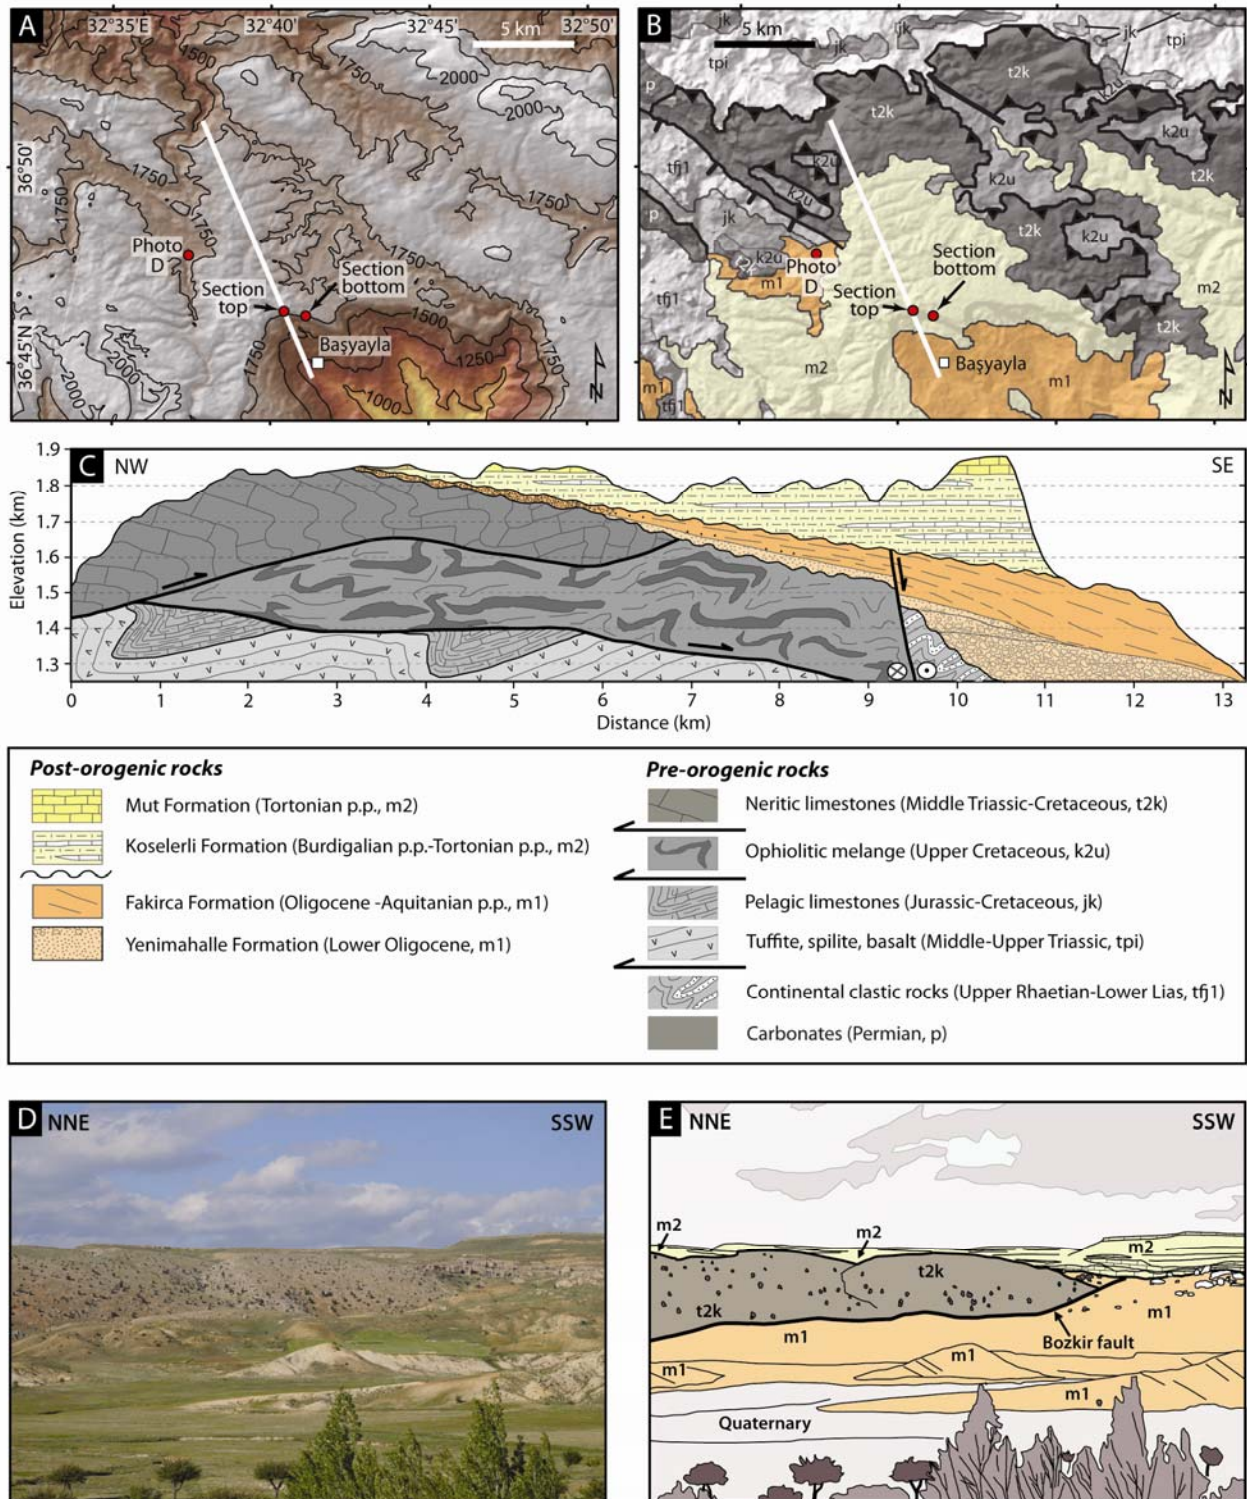 A
32°35'E
32°40'
32°45'
32°50'
5 km
36°50'
36°45'N
1500
1750
2000
2000
1750
1750
1750
1750
1750
Photo
D
Section
top
Section
bottom
1500
1750
Başyayla
1250
1000
1750
2000
2000
N
B
5 km
jk
tpi
jk
jk
jk
tpi
p
t2k
t2k
k2u
k2u
tfj1
k2u
k2u
k2u
t2k
p
jk
t2k
k2u
k2u
m1
Photo
D
Section
bottom
Section
top
tfj1
m2
t2k
m2
Başyayla
m1
m1
tfj1
N
C NW
SE
Elevation (km)
1.9
1.8
1.7
1.6
1.5
1.4
1.3
0 1 2 3 4 5 6 7 8 9 10 11 12 13
Distance (km)
Post-orogenic rocks
Mut Formation (Tortonian p.p., m2)
Koselerli Formation (Burdigalian p.p.-Tortonian p.p., m2)
Fakirca Formation (Oligocene -Aquitanian p.p., m1)
Yenimahalle Formation (Lower Oligocene, m1)
Pre-orogenic rocks
Neritic limestones (Middle Triassic-Cretaceous, t2k)
Ophiolitic melange (Upper Cretaceous, k2u)
Pelagic limestones (Jurassic-Cretaceous, jk)
Tuffite, spilite, basalt (Middle-Upper Triassic, tpi)
Continental clastic rocks (Upper Rhaetian-Lower Lias, tfj1)
Carbonates (Permian, p)
D NNE
SSW
E NNE
SSW
m2
m2
m2
t2k
t2k
m1
m1
Bozkir fault
m1
m1
m1
Quaternary